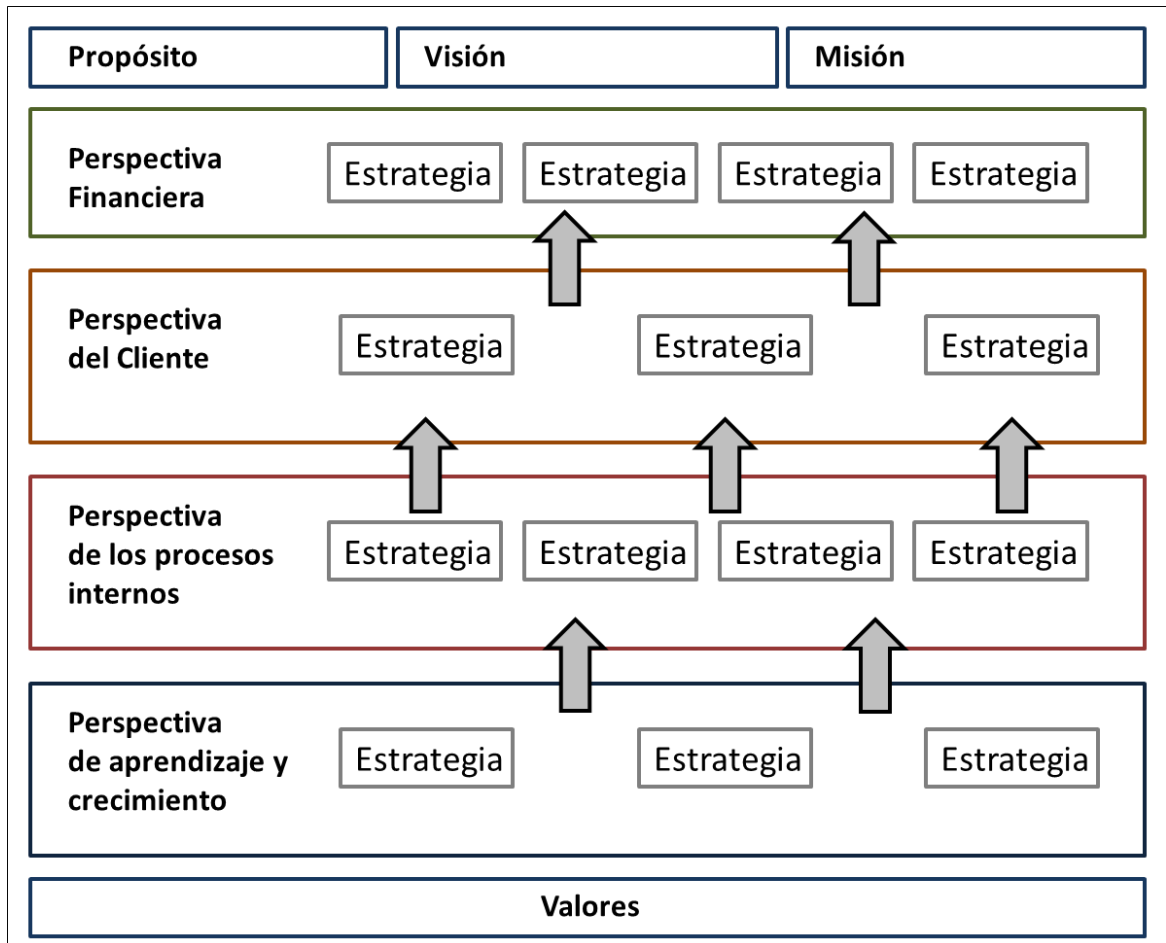 Propósito
Visión
Misión
Perspectiva
Financiera
Estrategia
Estrategia
Estrategia
Estrategia
Perspectiva
del Cliente
Estrategia
Estrategia
Estrategia
Perspectiva
de los procesos
internos
Estrategia
Estrategia
Estrategia
Estrategia
Perspectiva
de aprendizaje y
crecimiento
Estrategia
Estrategia
Estrategia
Valores